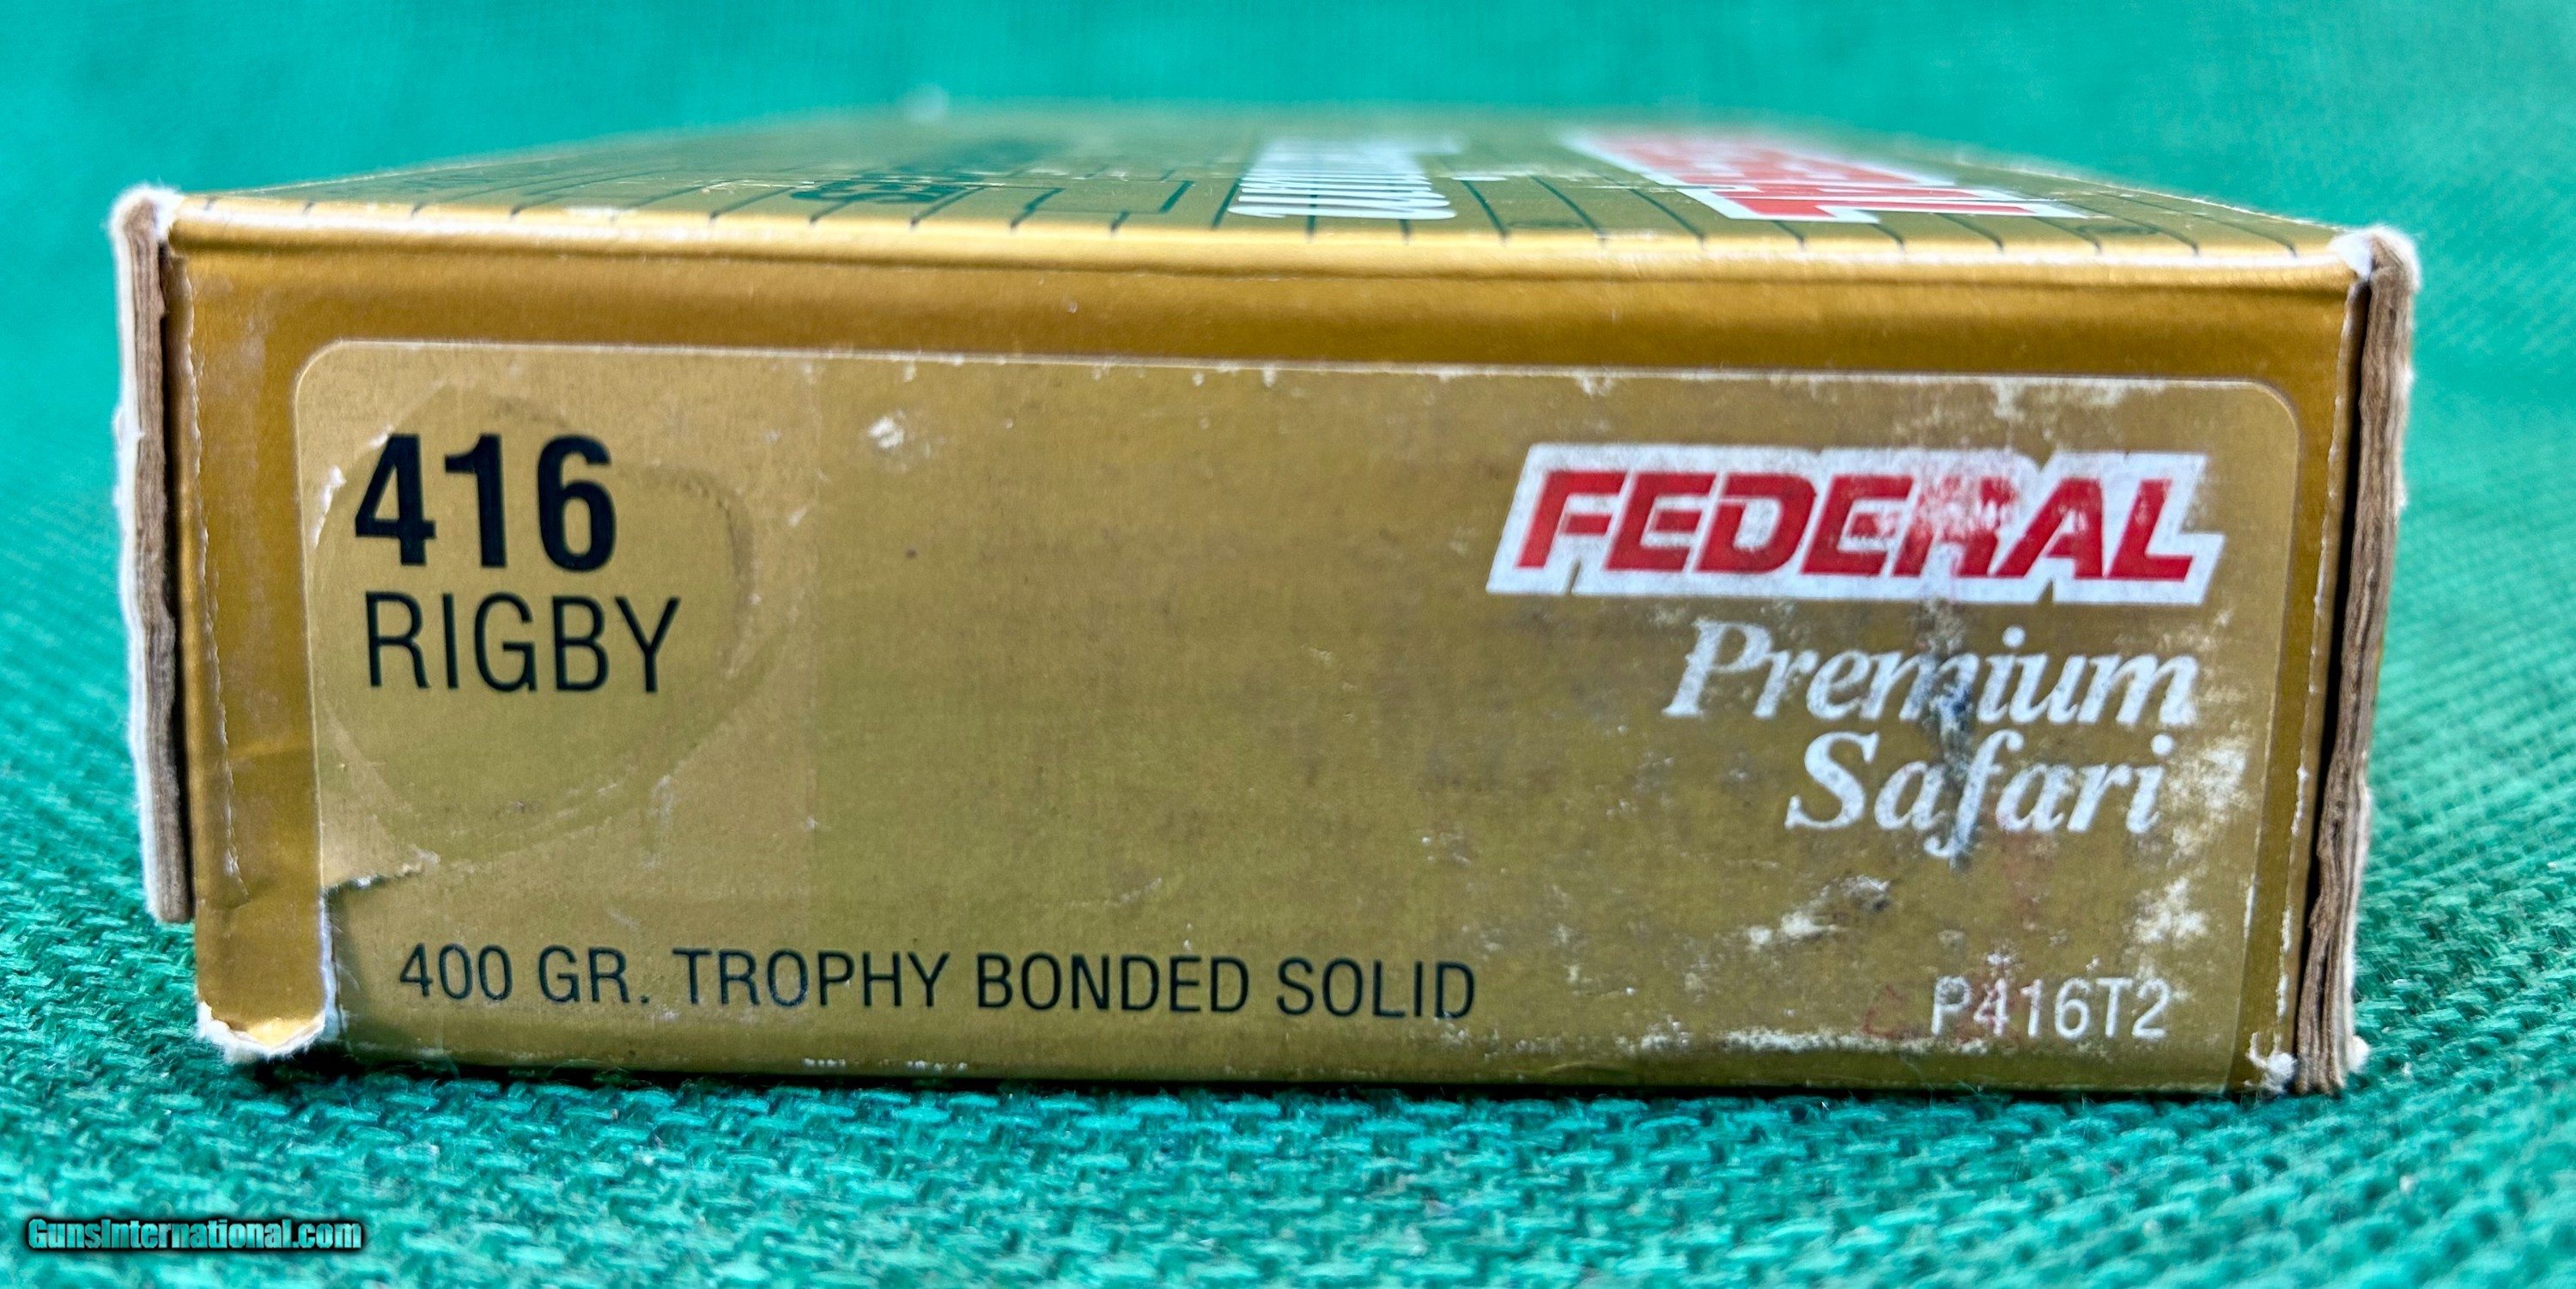 416
RIGBY
FEDERAL
Premium
Safari
400 GR. TROPHY BONDED SOLID
P416T2
GunsInternational.com